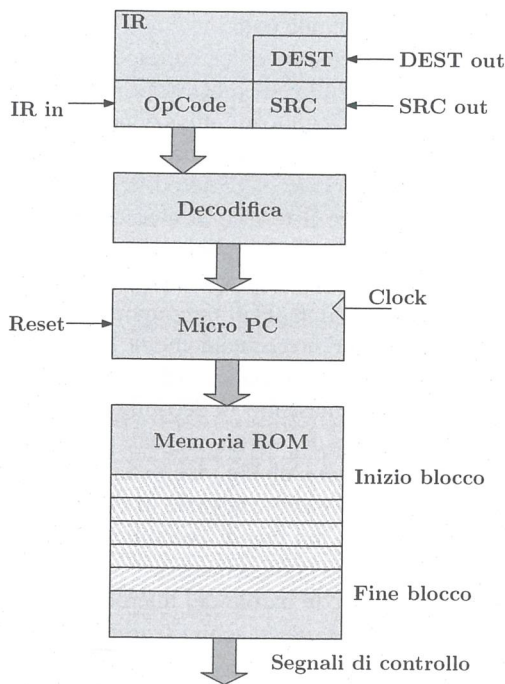 IR
DEST
DEST out
IR in
OpCode
SRC
SRC out
Decodifica
Clock
Reset
Micro PC
Memoria ROM
Inizio blocco
Fine blocco
Segnali di controllo